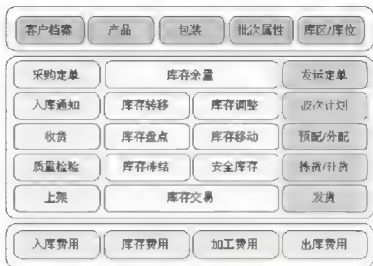 客户档案 产品 包装 批次属性 库区/库位
采购定单 库存余量 发运定单
入库通知 库存转移 库存调整 波次计划
收货 库存盘点 库存移动 预配/分配
质量检验 库存冻结 安全库存 拣货/补货
上架 库存交易 发货
入库费用 库存费用 加工费用 出库费用